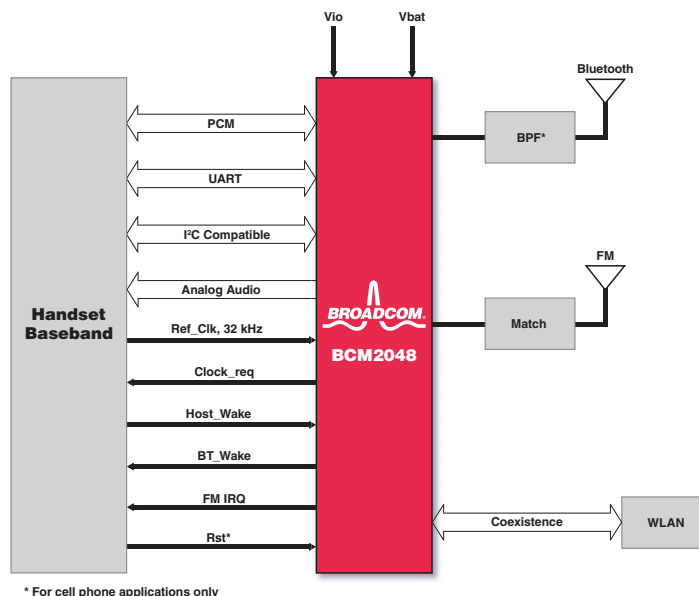 Vio
Vbat
Bluetooth
PCM
BPF*
UART
I²C Compatible
FM
Analog Audio
Handset
Baseband
BROADCOM®
Ref_Clk, 32 kHz
Match
BCM2048
Clock_req
Host_Wake
BT_Wake
FM IRQ
Coexistence
WLAN
Rst*
* For cell phone applications only